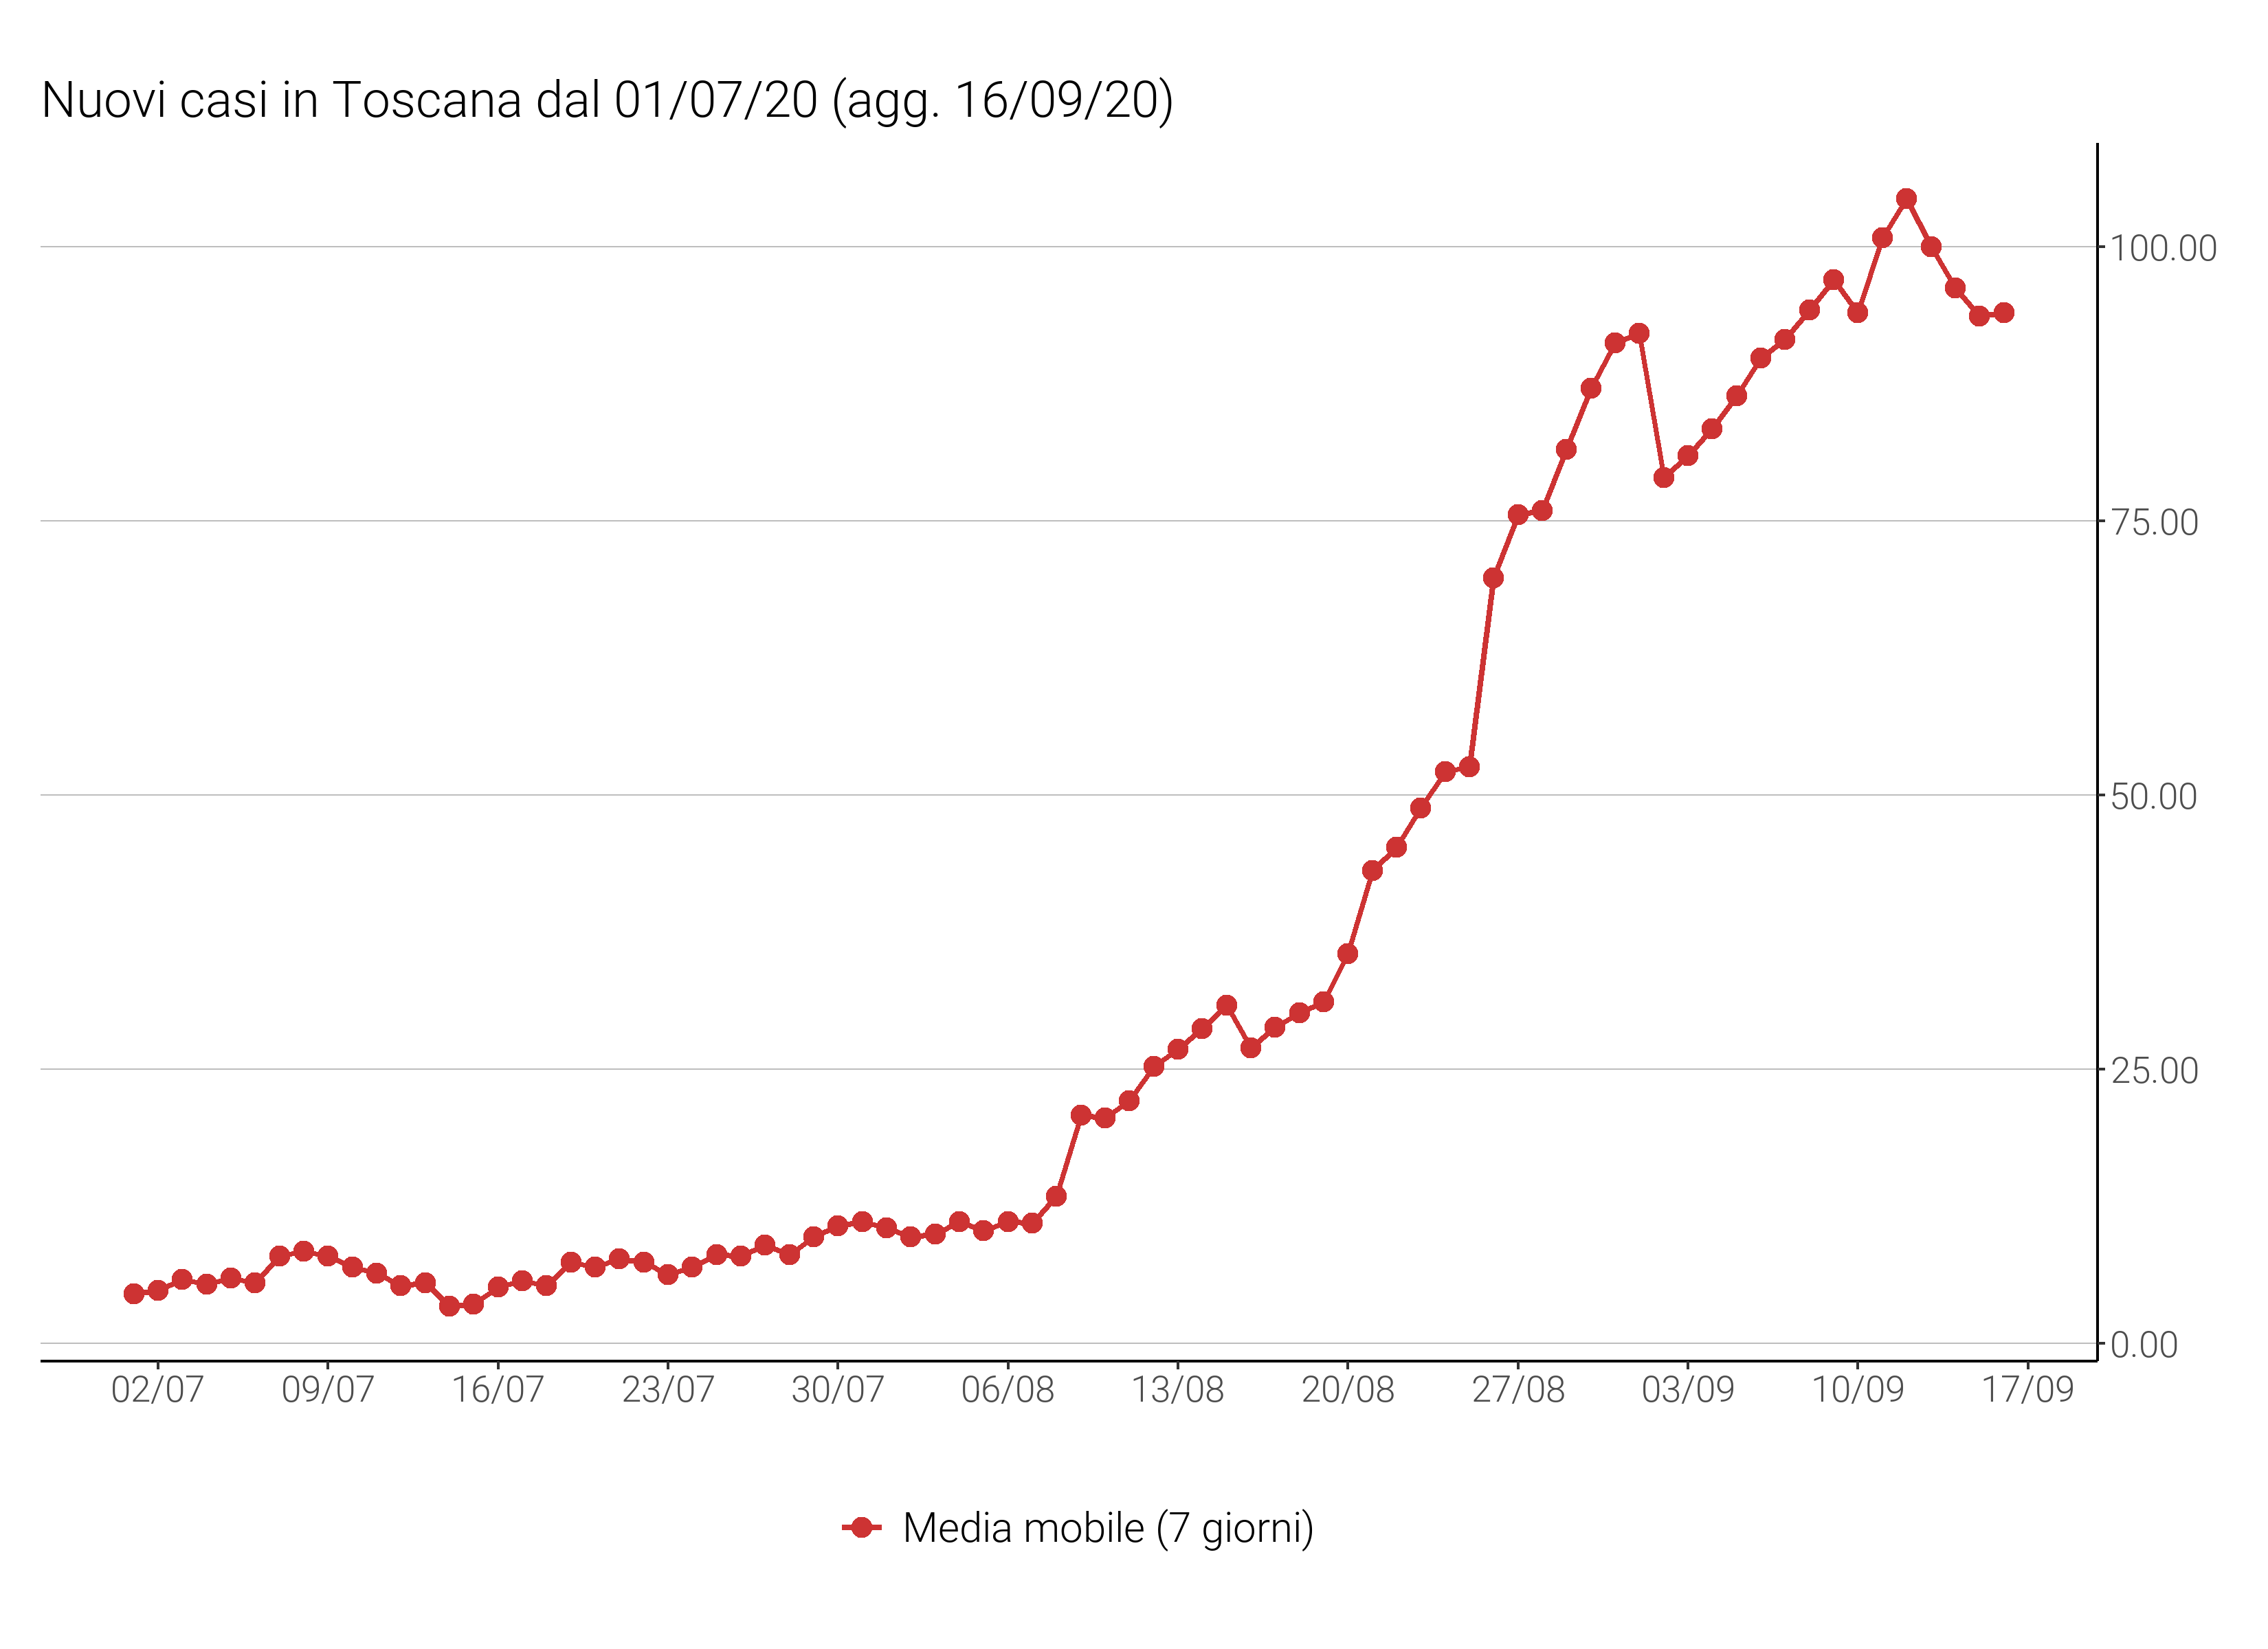 Nuovi casi in Toscana dal 01/07/20 (agg. 16/09/20)
100.00
75.00
50.00
25.00
0.00
02/07 09/07 16/07 23/07 30/07 06/08 13/08 20/08 27/08 03/09 10/09 17/09
Media mobile (7 giorni)